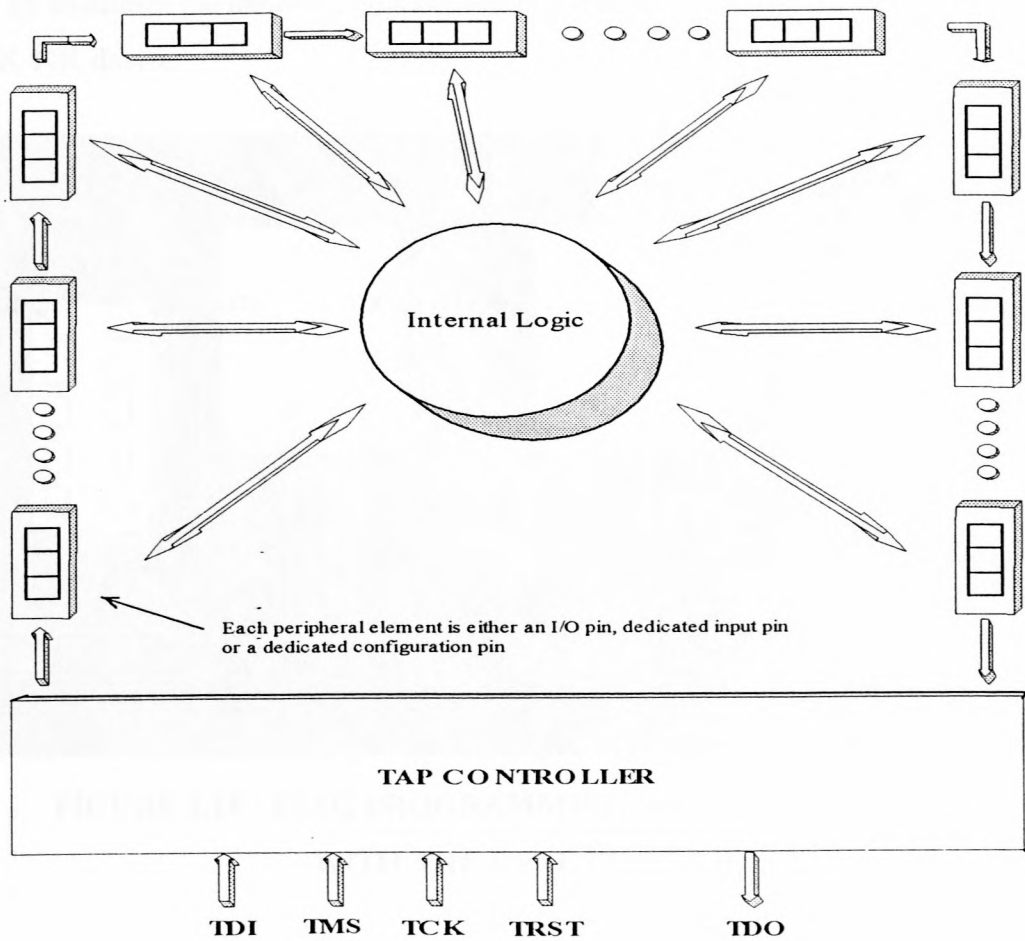 Internal Logic
Each peripheral element is either an I/O pin, dedicated input pin
or a dedicated configuration pin
TAP CONTROLLER
TDI TMS TCK TRST TDO